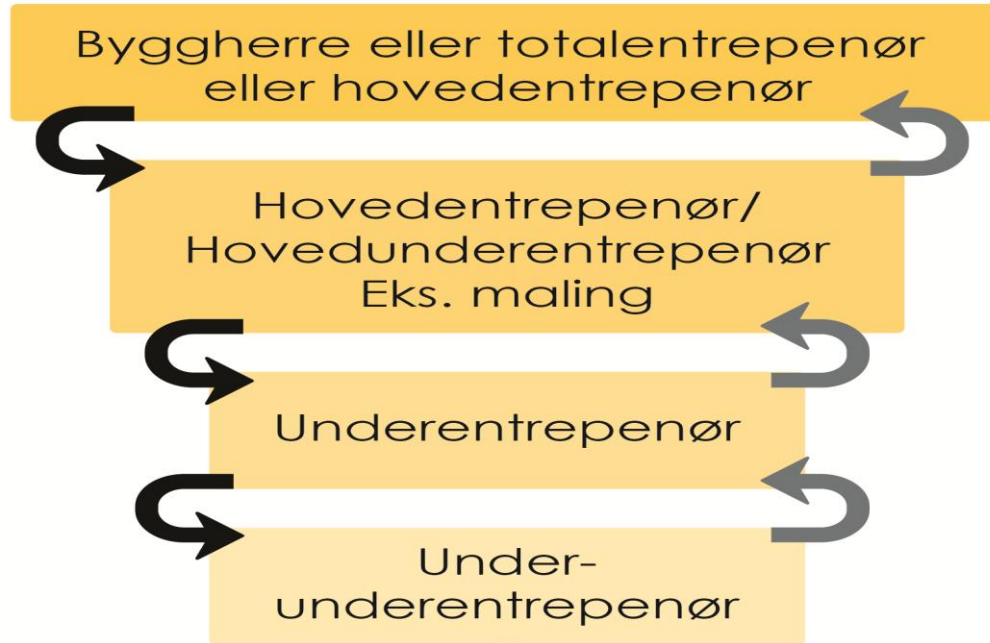 Byggherre eller totalentrepenør
eller hovedentrepenør
Hovedentrepenør/
Hovedunderentrepenør
Eks. maling
Underentrepenør
Under-
underentrepenør